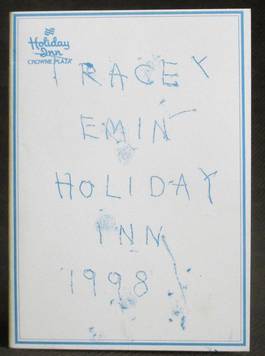 Holiday
Inn
CROWNE PLAZA
TRACEY
EMIN
HOLIDAY
INN
1998